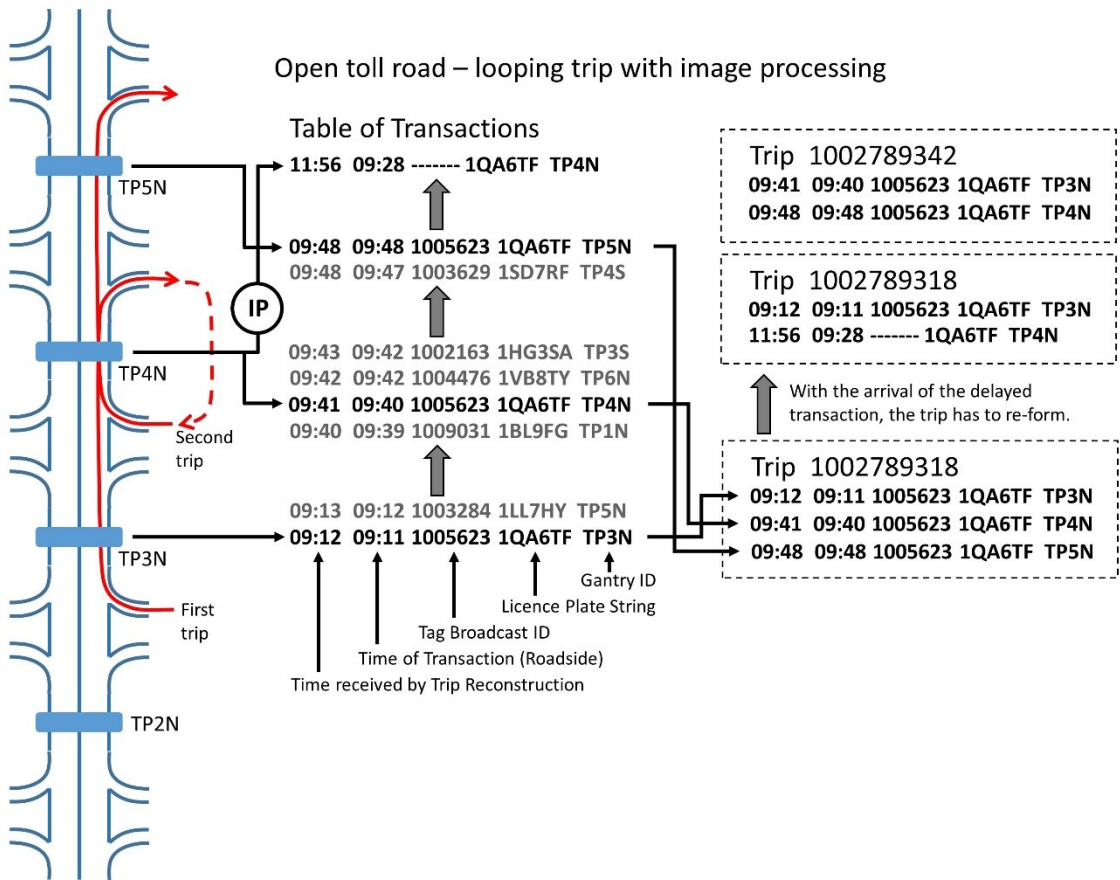 Open toll road – looping trip with image processing
Table of Transactions
11:56 09:28 ------- 1QA6TF TP4N
09:48 09:48 1005623 1QA6TF TP5N
09:48 09:47 1003629 1SD7RF TP4S
09:43 09:42 1002163 1HG3SA TP3S
09:42 09:42 1004476 1VB8TY TP6N
09:41 09:40 1005623 1QA6TF TP4N
09:40 09:39 1009031 1BL9FG TP1N
09:13 09:12 1003284 1LL7HY TP5N
09:12 09:11 1005623 1QA6TF TP3N
Gantry ID
Licence Plate String
Tag Broadcast ID
Time of Transaction (Roadside)
Time received by Trip Reconstruction
TP5N
IP
TP4N
Second
trip
TP3N
First
trip
TP2N
Trip 1002789342
09:41 09:40 1005623 1QA6TF TP3N
09:48 09:48 1005623 1QA6TF TP4N
Trip 1002789318
09:12 09:11 1005623 1QA6TF TP3N
11:56 09:28 ------- 1QA6TF TP4N
With the arrival of the delayed
transaction, the trip has to re-form.
Trip 1002789318
09:12 09:11 1005623 1QA6TF TP3N
09:41 09:40 1005623 1QA6TF TP4N
09:48 09:48 1005623 1QA6TF TP5N